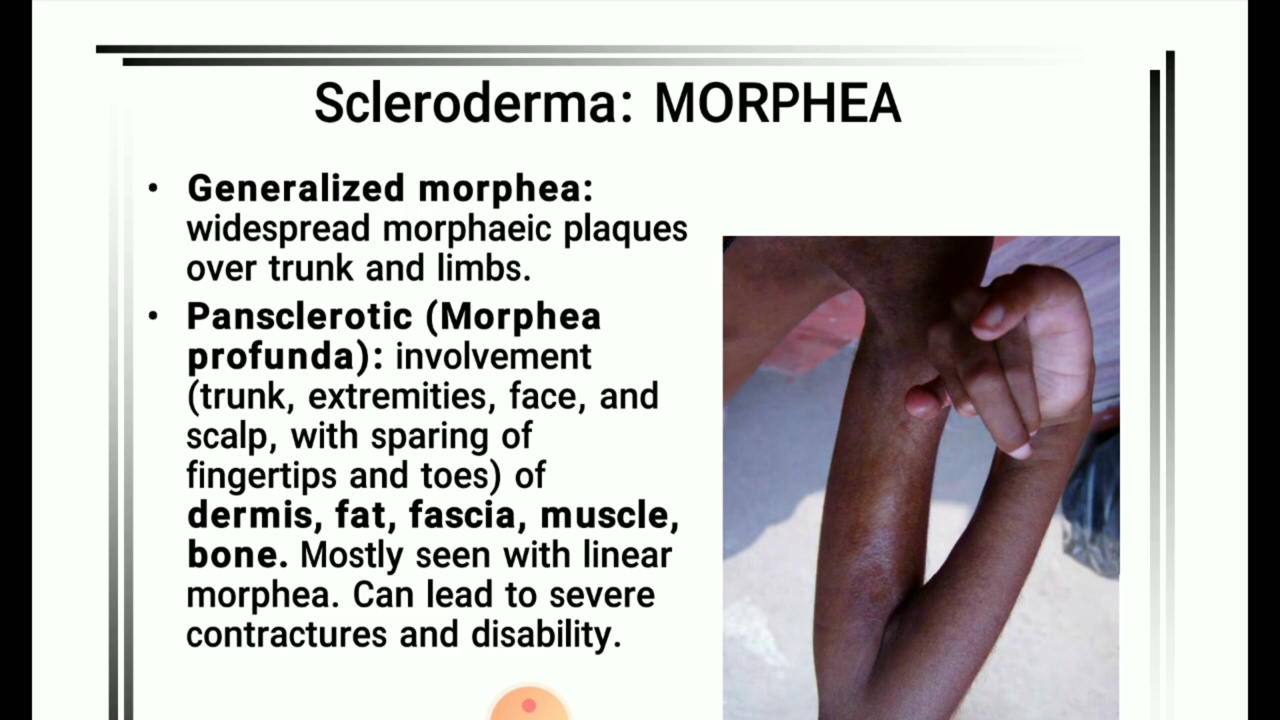 Scleroderma: MORPHEA
• Generalized morphea:
widespread morphaeic plaques
over trunk and limbs.
• Pansclerotic (Morphea
profunda): involvement
(trunk, extremities, face, and
scalp, with sparing of
fingertips and toes) of
dermis, fat, fascia, muscle,
bone. Mostly seen with linear
morphea. Can lead to severe
contractures and disability.